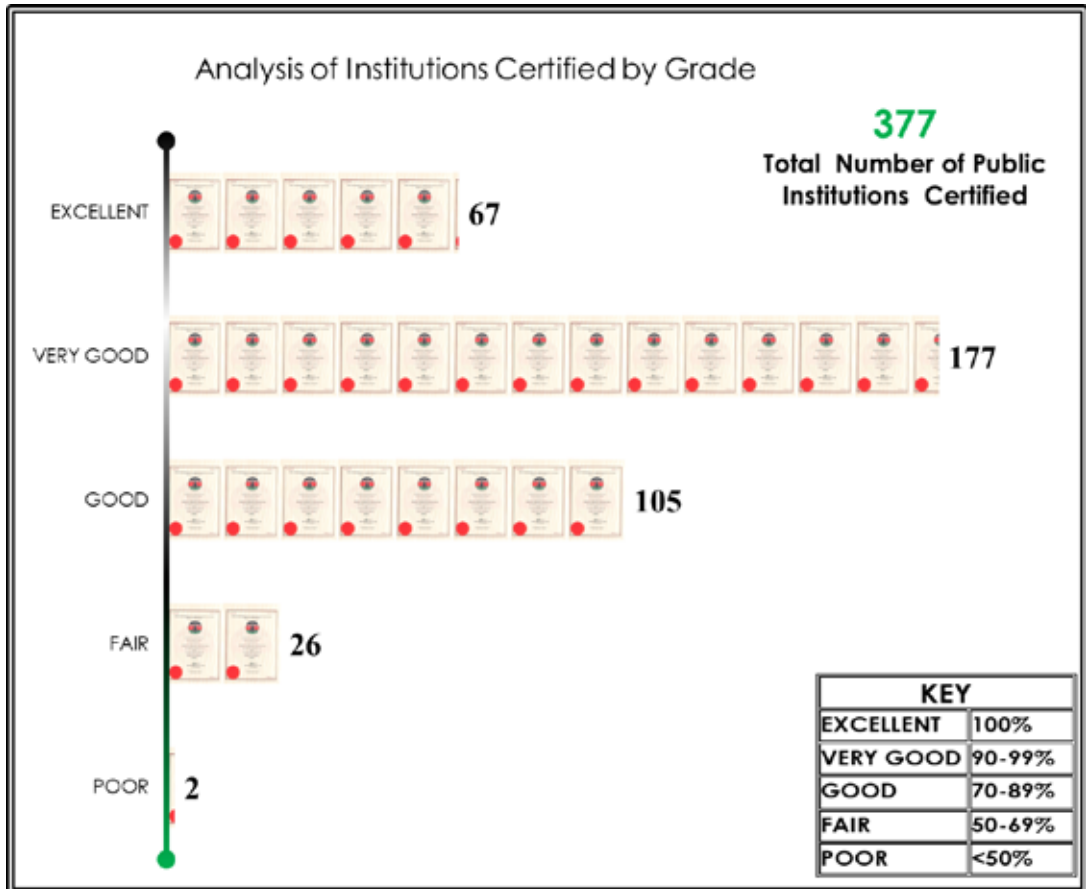 Analysis of Institutions Certified by Grade
377
Total Number of Public
Institutions Certified
EXCELLENT
67
VERY GOOD
177
GOOD
105
FAIR
26
POOR
2
KEY
EXCELLENT 100%
VERY GOOD 90-99%
GOOD 70-89%
FAIR 50-69%
POOR <50%